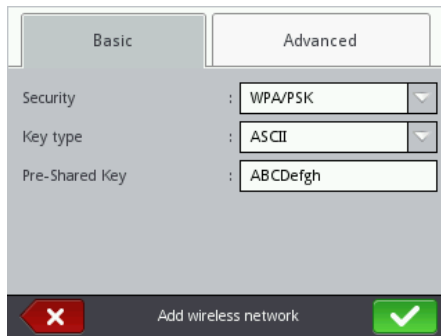 Basic Advanced
Security : WPA/PSK
Key type : ASCII
Pre-Shared Key : ABCDefgh
Add wireless network